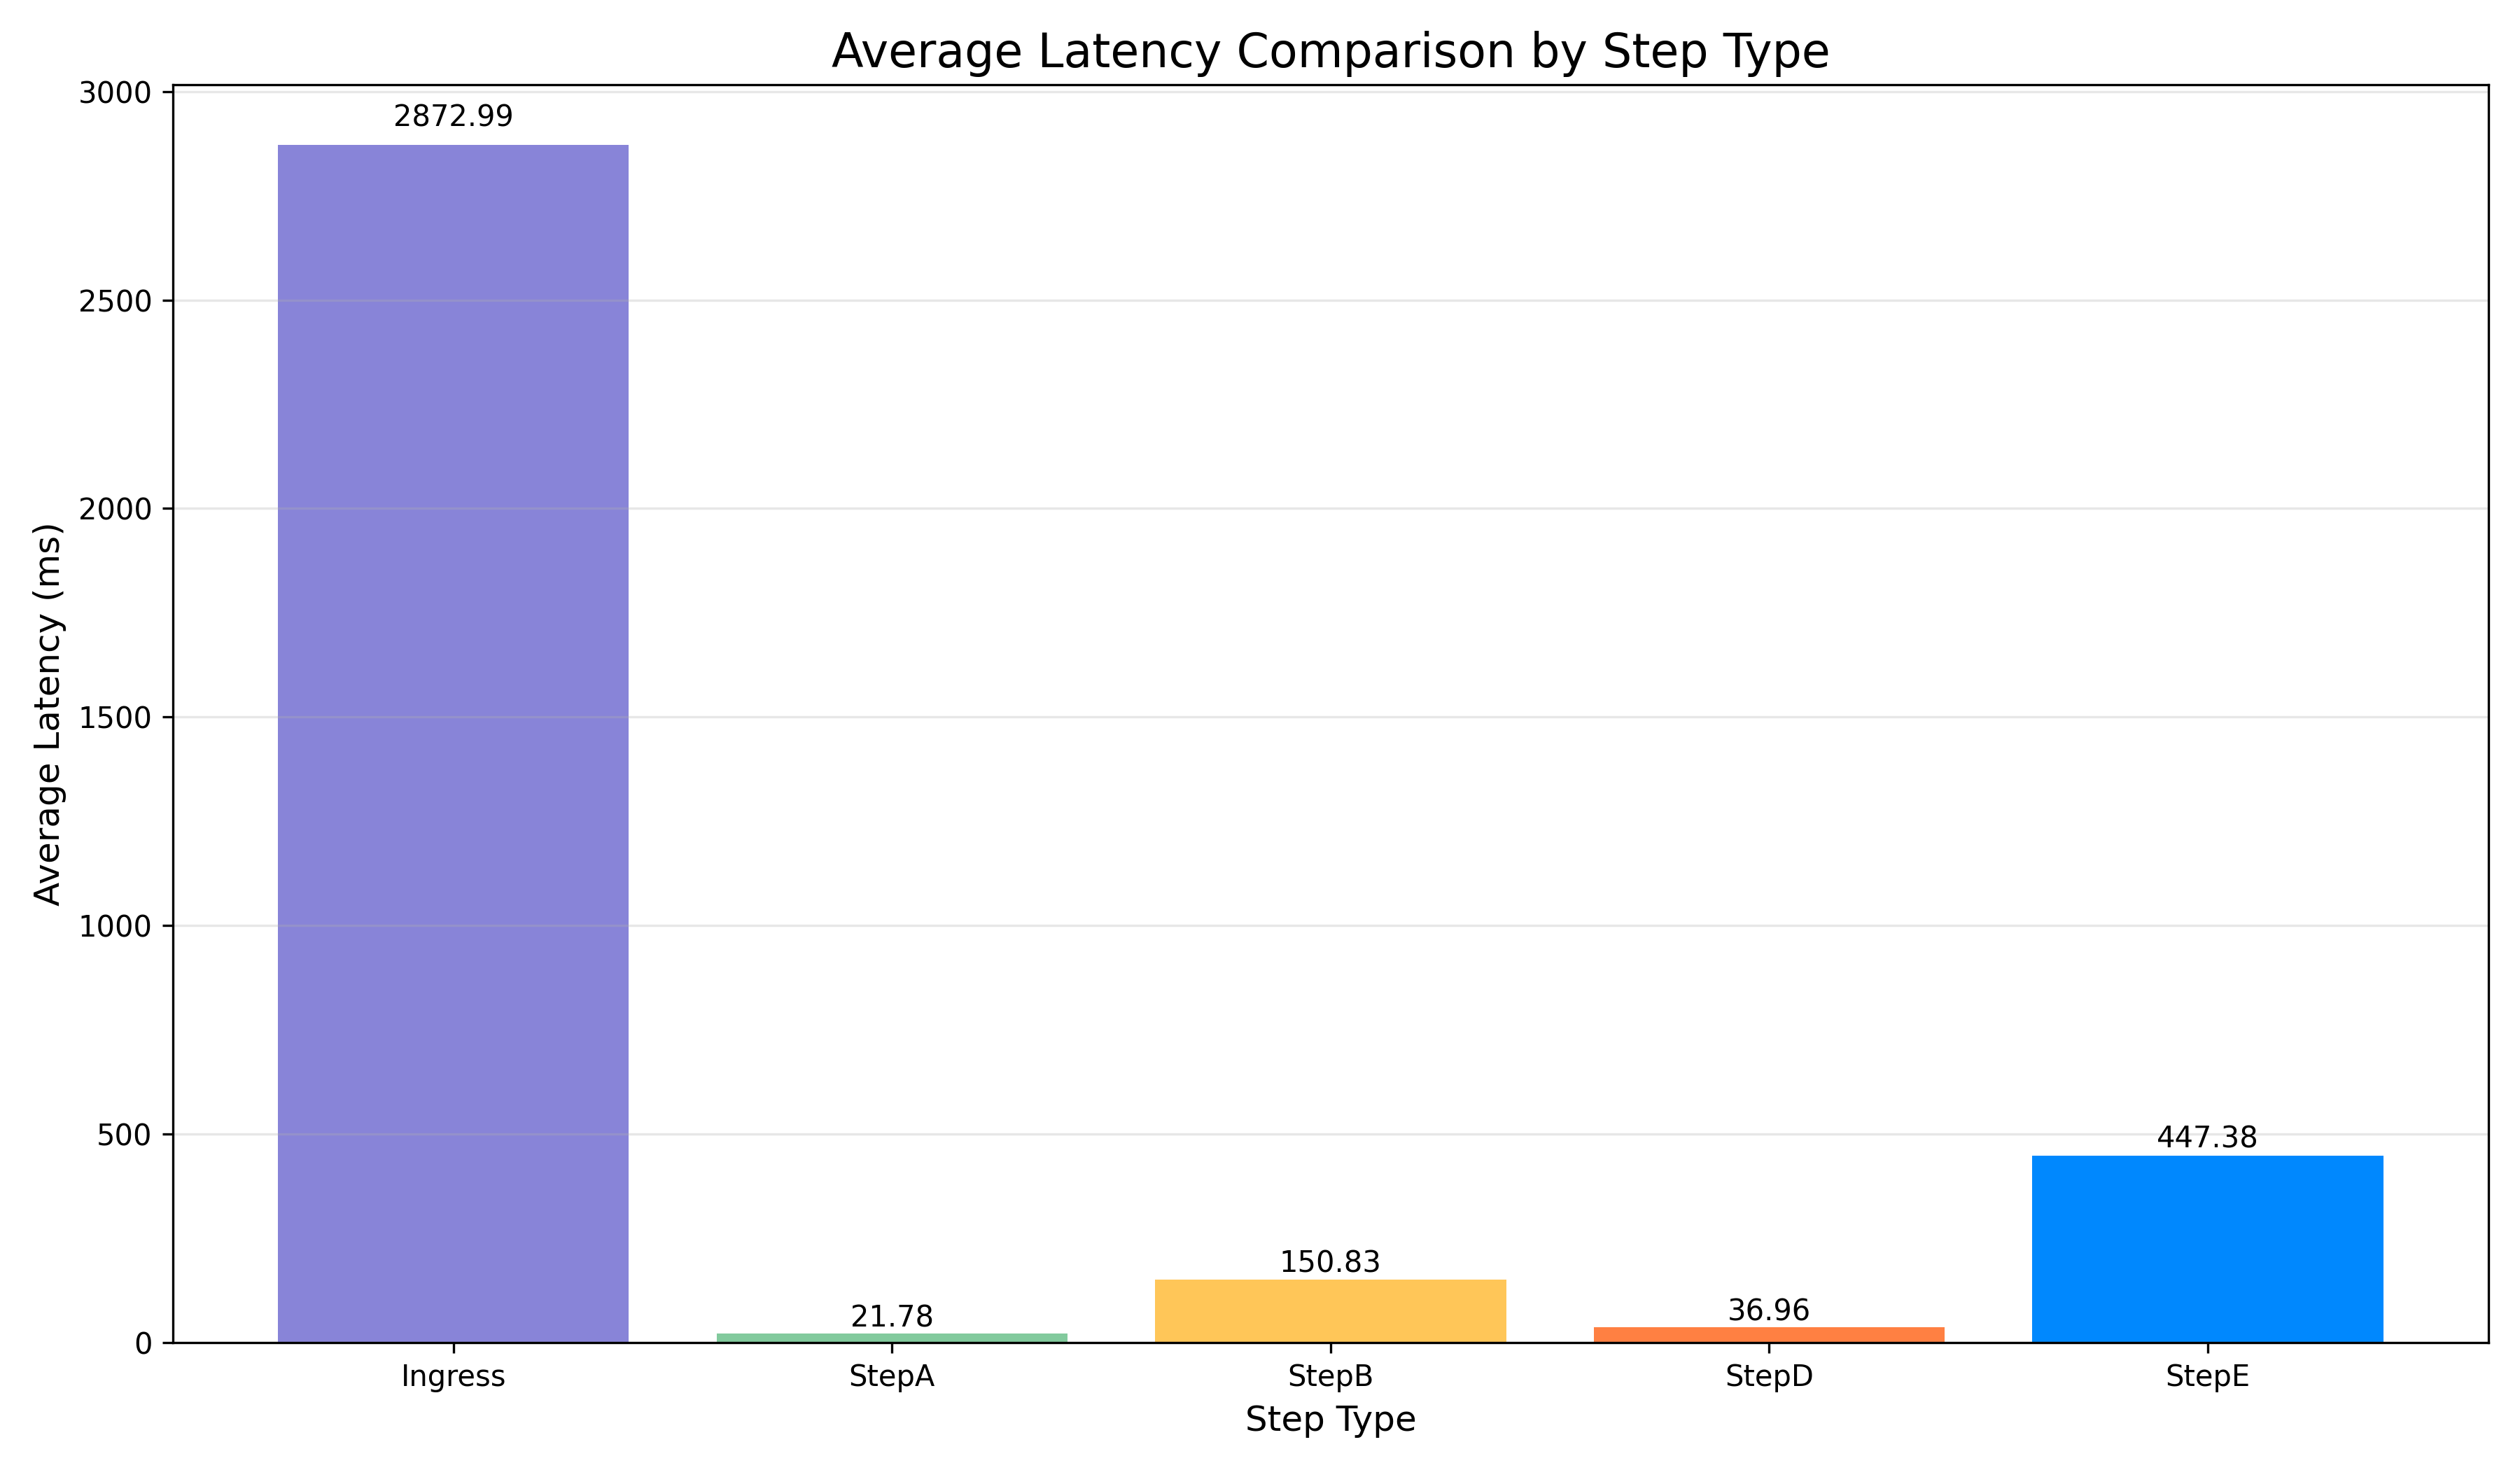 Average Latency Comparison by Step Type
Average Latency (ms)
3000
2500
2000
1500
1000
500
0
2872.99
21.78
150.83
36.96
447.38
Ingress
StepA
StepB
StepD
StepE
Step Type